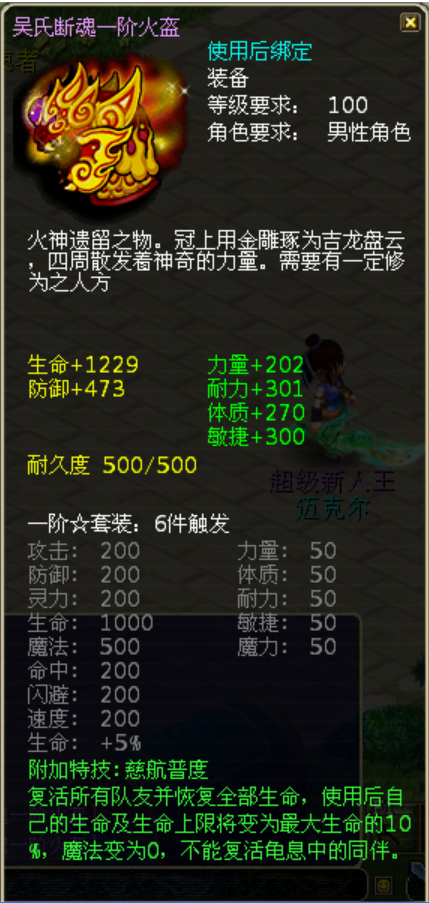 吴氏断魂一阶火盔
使用后绑定
装备
等级要求： 100
角色要求： 男性角色
火神遗留之物。冠上用金雕琢为吉龙盘云
，四周散发着神奇的力量。需要有一定修
为之人方
生命+1229 力量+202
防御+473 耐力+301
体质+270
敏捷+300
耐久度 500/500
超级新人王
迈克尔
一阶☆套装：6件触发
攻击： 200 力量： 50
防御： 200 体质： 50
灵力： 200 耐力： 50
生命： 1000 敏捷： 50
魔法： 500 魔力： 50
命中： 200
闪避： 200
速度： 200
生命： +5%
附加特技:慈航普度
复活所有队友并恢复全部生命，使用后自
己的生命及生命上限将变为最大生命的10
%，魔法变为0，不能复活龟息中的同伴。